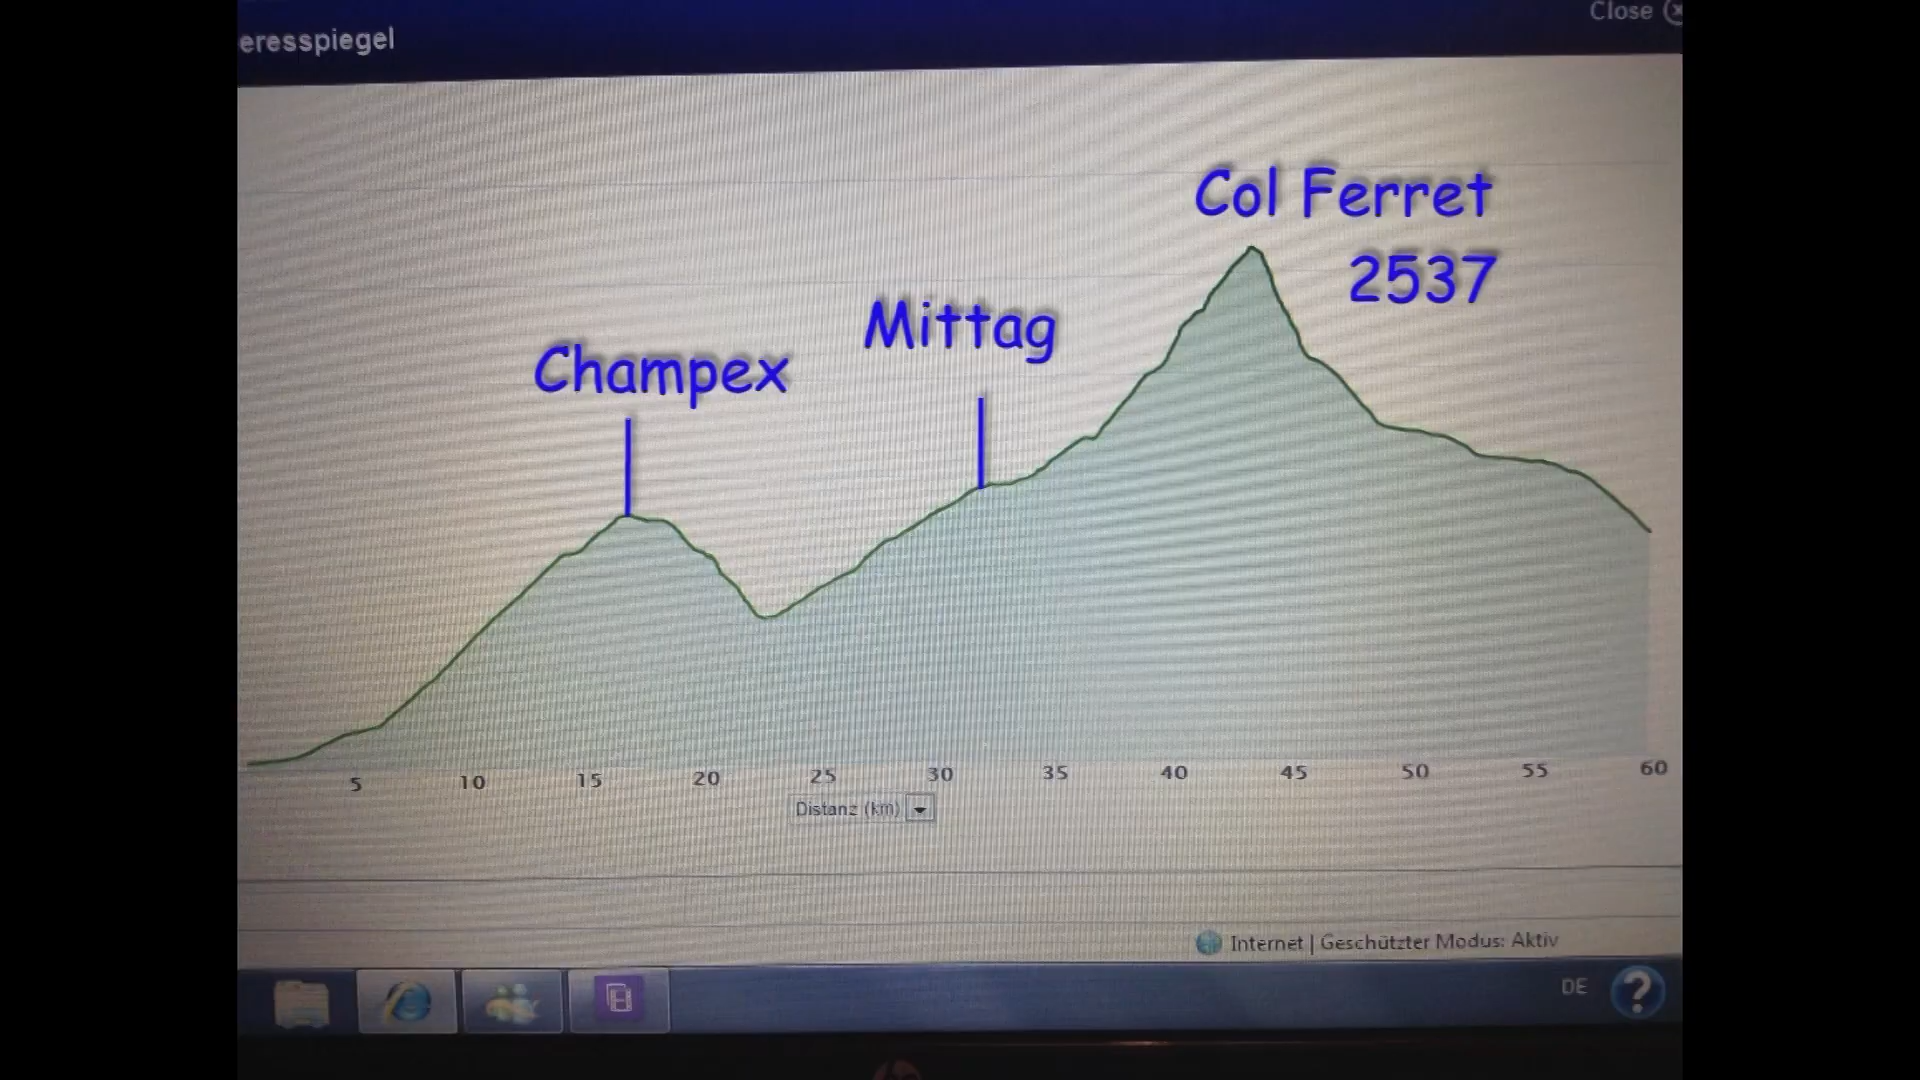 Close
eresspiegel
Col Ferret
2537
Mittag
Champex
5 10 15 20 25 30 35 40 45 50 55 60
Distanz (km)
Internet | Geschützter Modus: Aktiv
DE
?